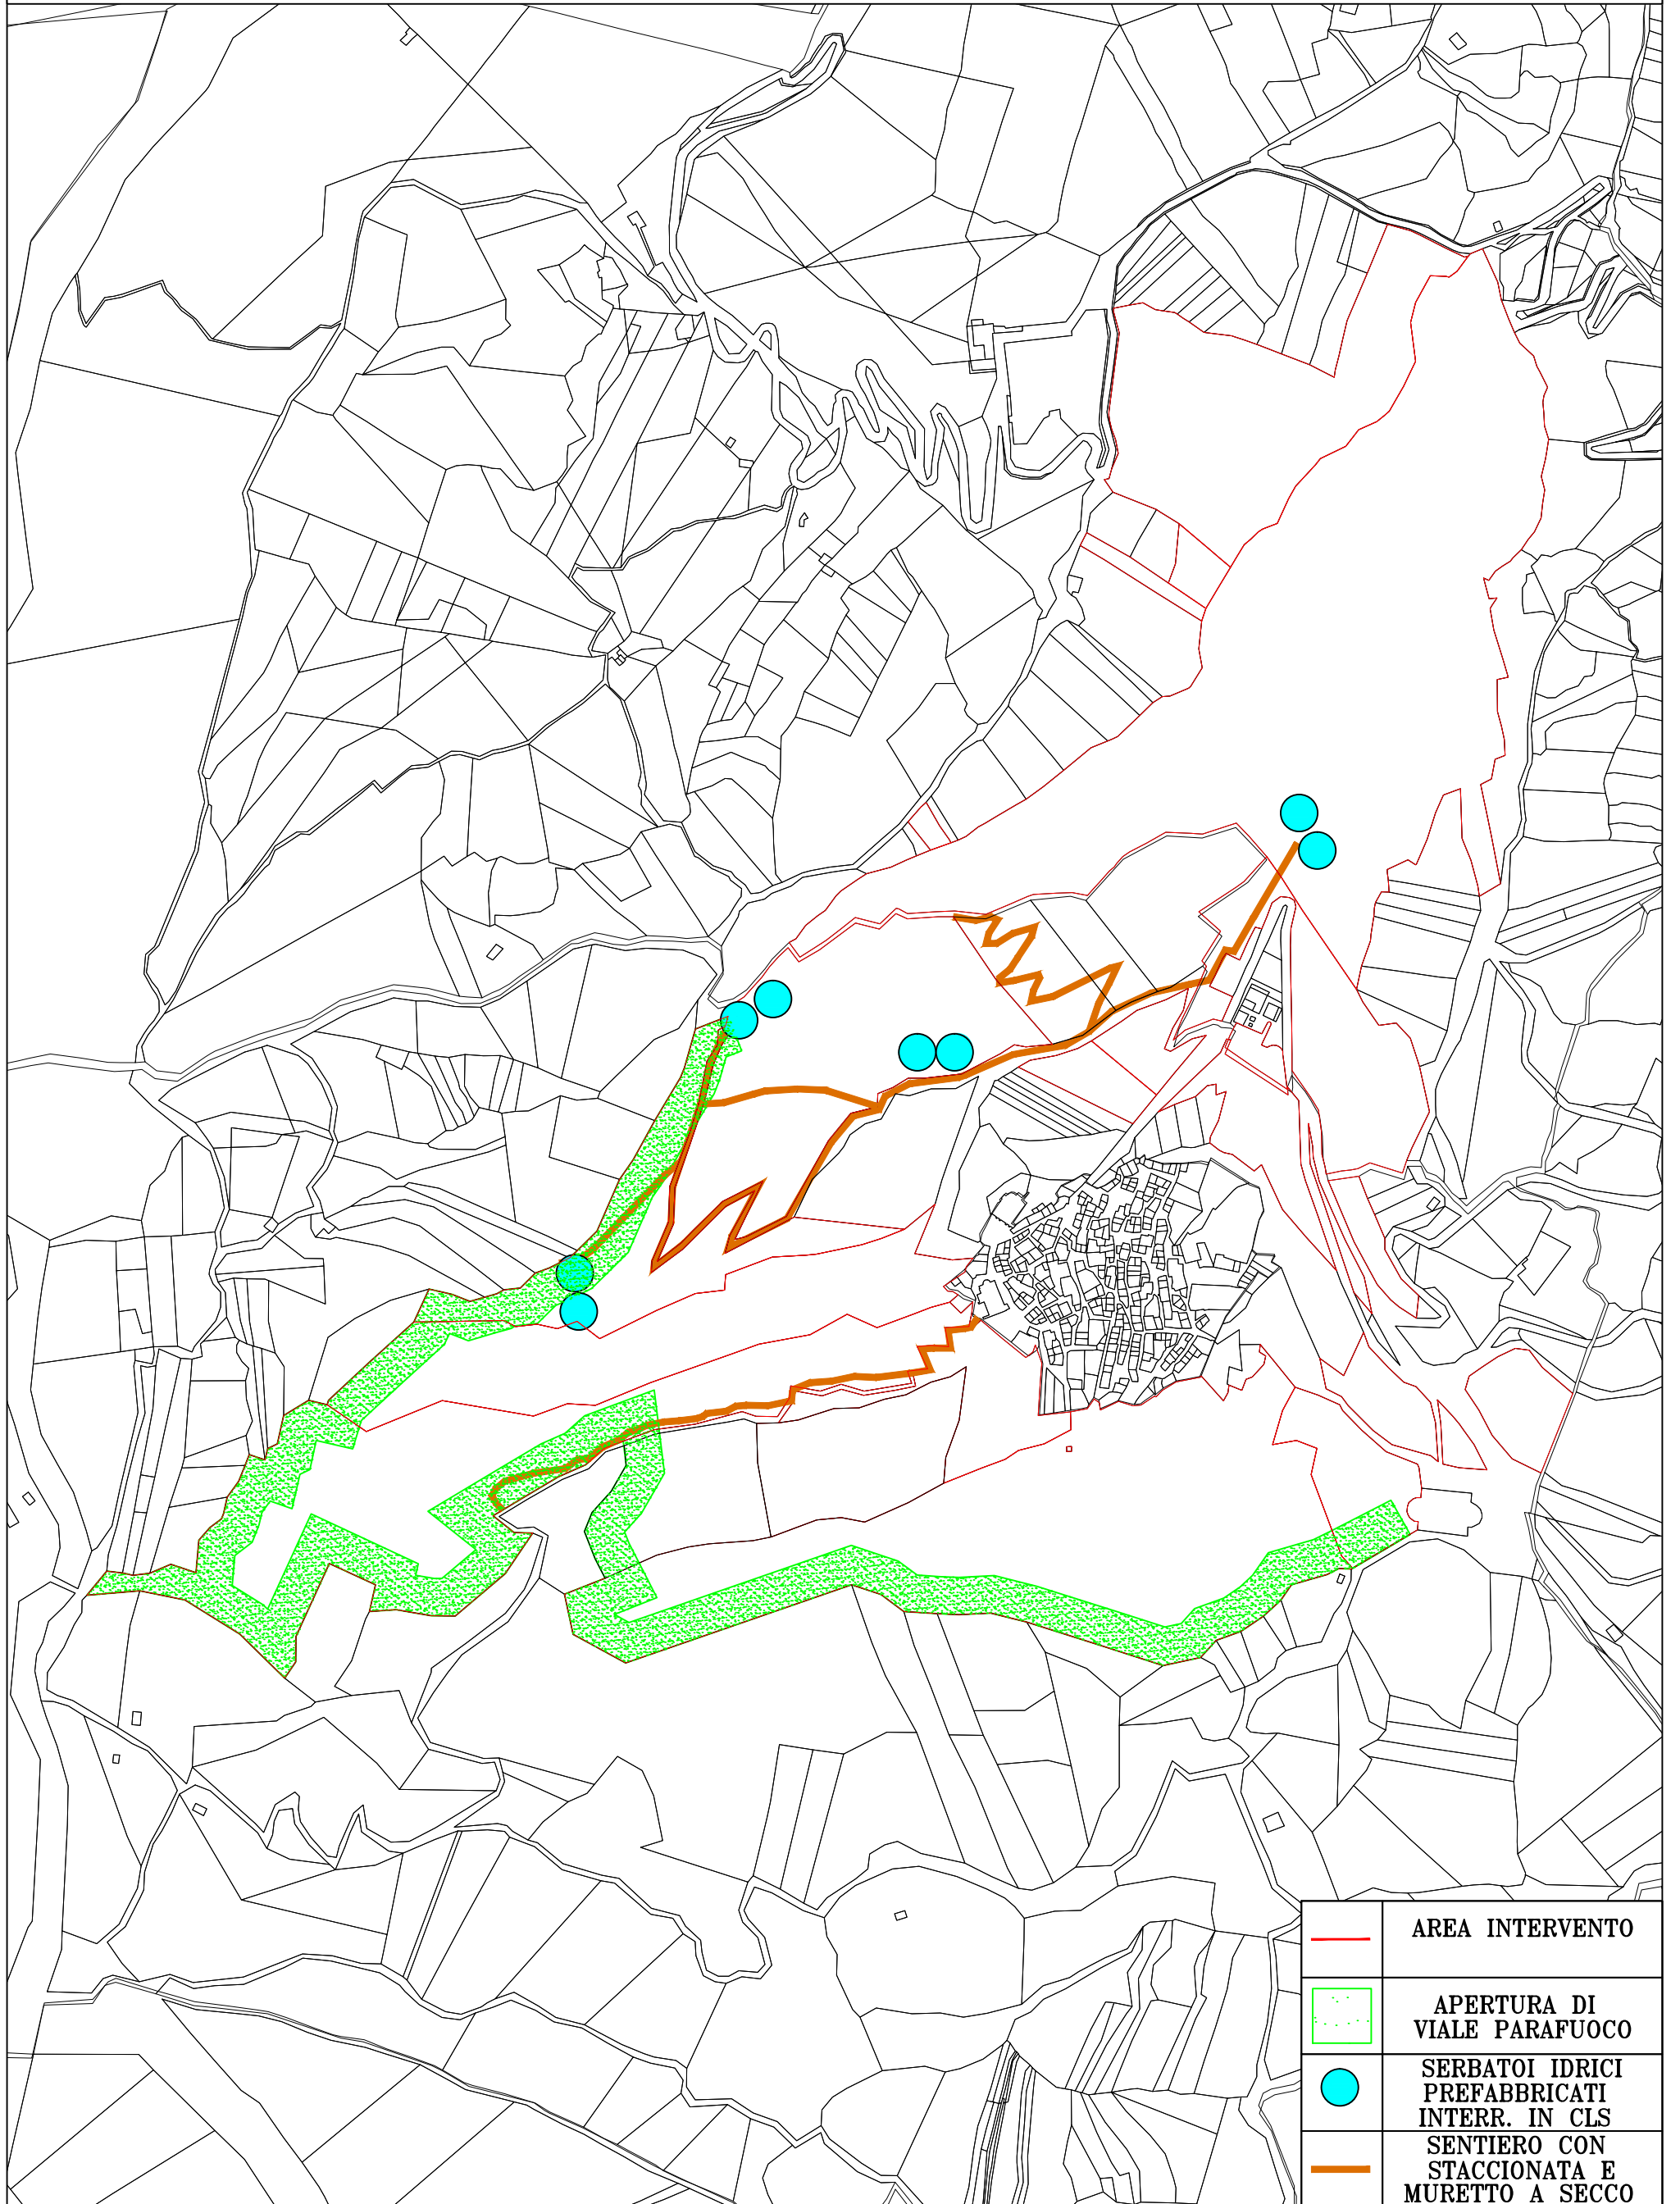 AREA INTERVENTO
APERTURA DI
VIALE PARAFUOCO
SERBATOI IDRICI
PREFABBRICATI
INTERR. IN CLS
SENTIERO CON
STACCIONATA E
MURETTO A SECCO